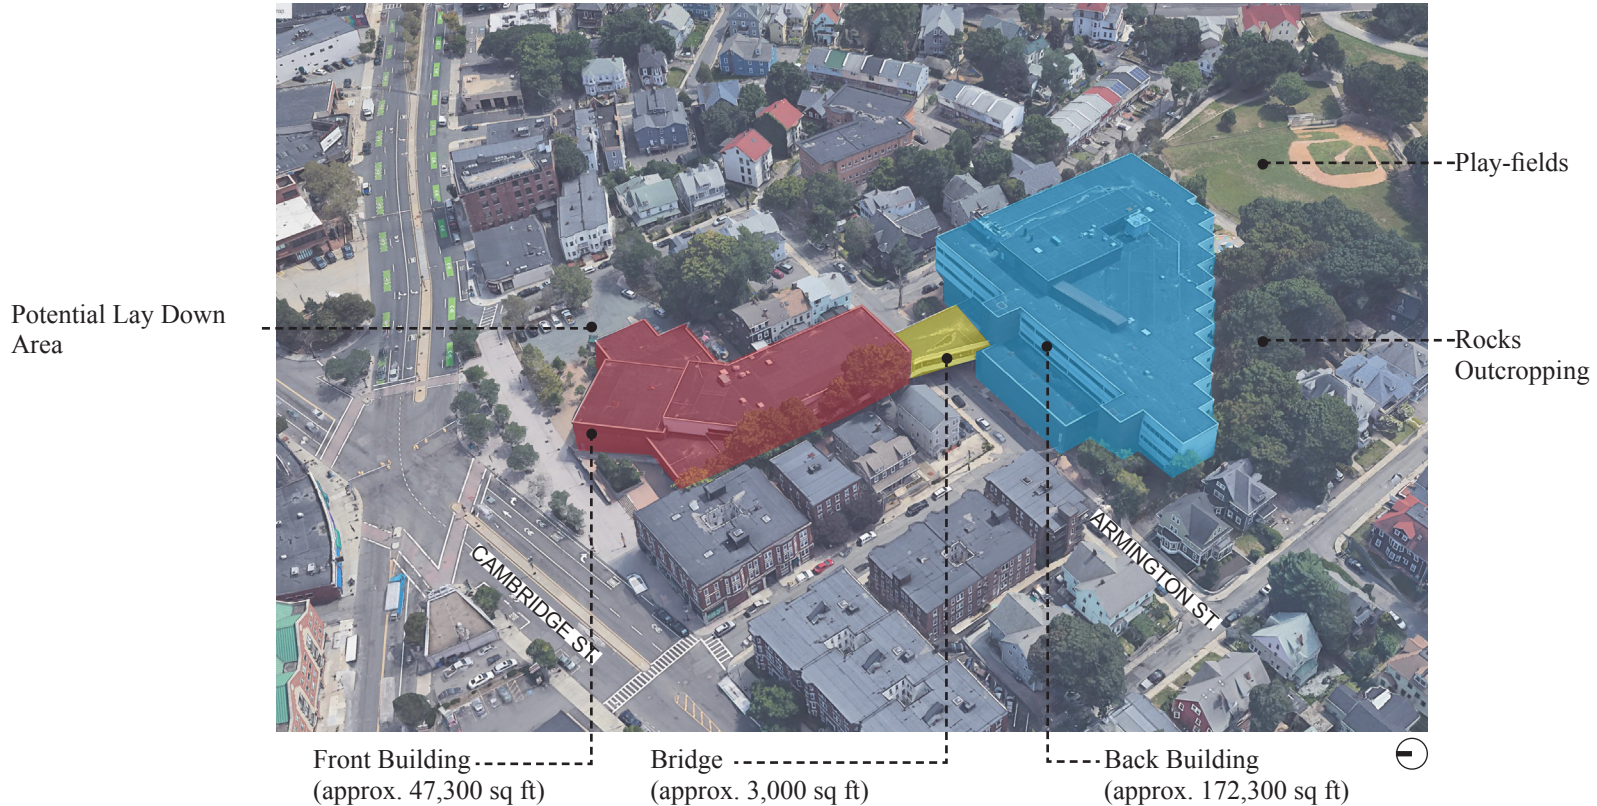 Play-fields
Potential Lay Down
Area
Rocks
Outcropping
CAMBRIDGE ST.
ARMINGTON ST.
Front Building
(approx. 47,300 sq ft)
Bridge
(approx. 3,000 sq ft)
Back Building
(approx. 172,300 sq ft)